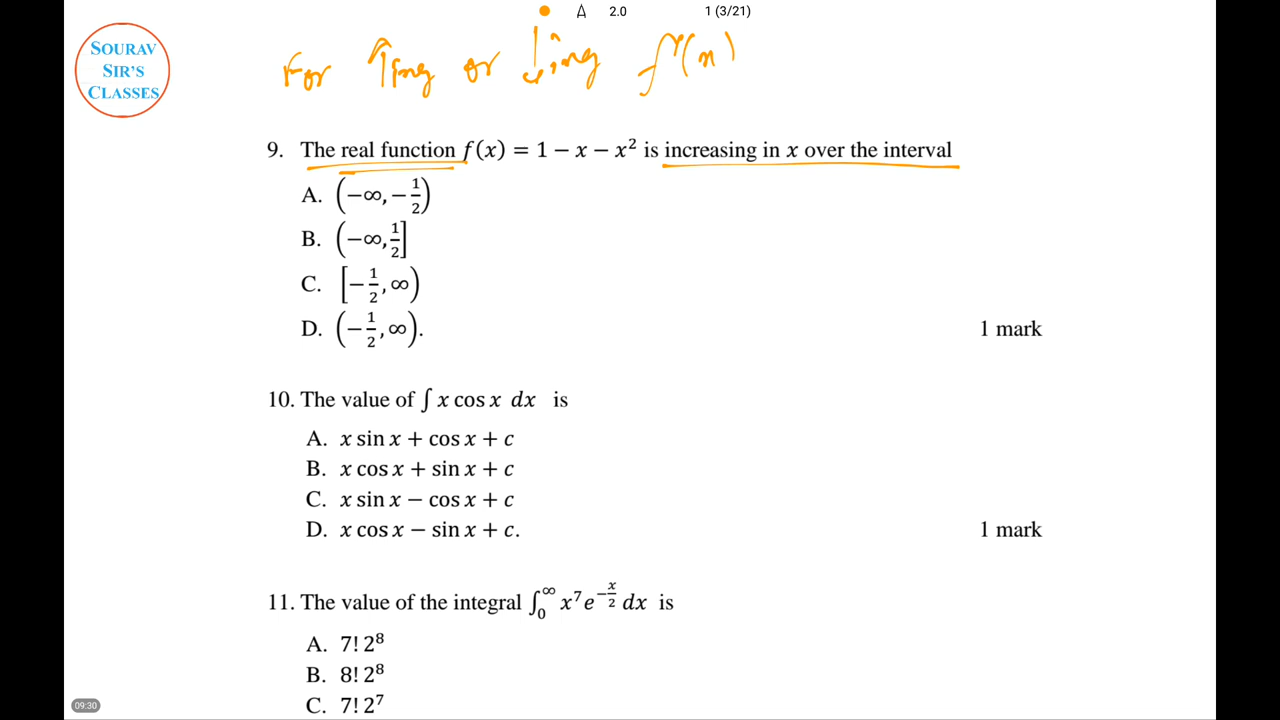 2.0 1 (3/21)
SOURAV
SIR'S
CLASSES
For ↑ing or ↓ing f'(x)
9. The real function f(x) = 1 − x − x² is increasing in x over the interval
A. (−∞, −1/2)
B. (−∞, 1/2]
C. [−1/2, ∞)
D. (−1/2, ∞).
1 mark
10. The value of ∫ x cos x dx is
A. x sin x + cos x + c
B. x cos x + sin x + c
C. x sin x − cos x + c
D. x cos x − sin x + c.
1 mark
11. The value of the integral ∫₀^∞ x⁷e^(−x/2) dx is
A. 7! 2⁸
B. 8! 2⁸
C. 7! 2⁷
09:30